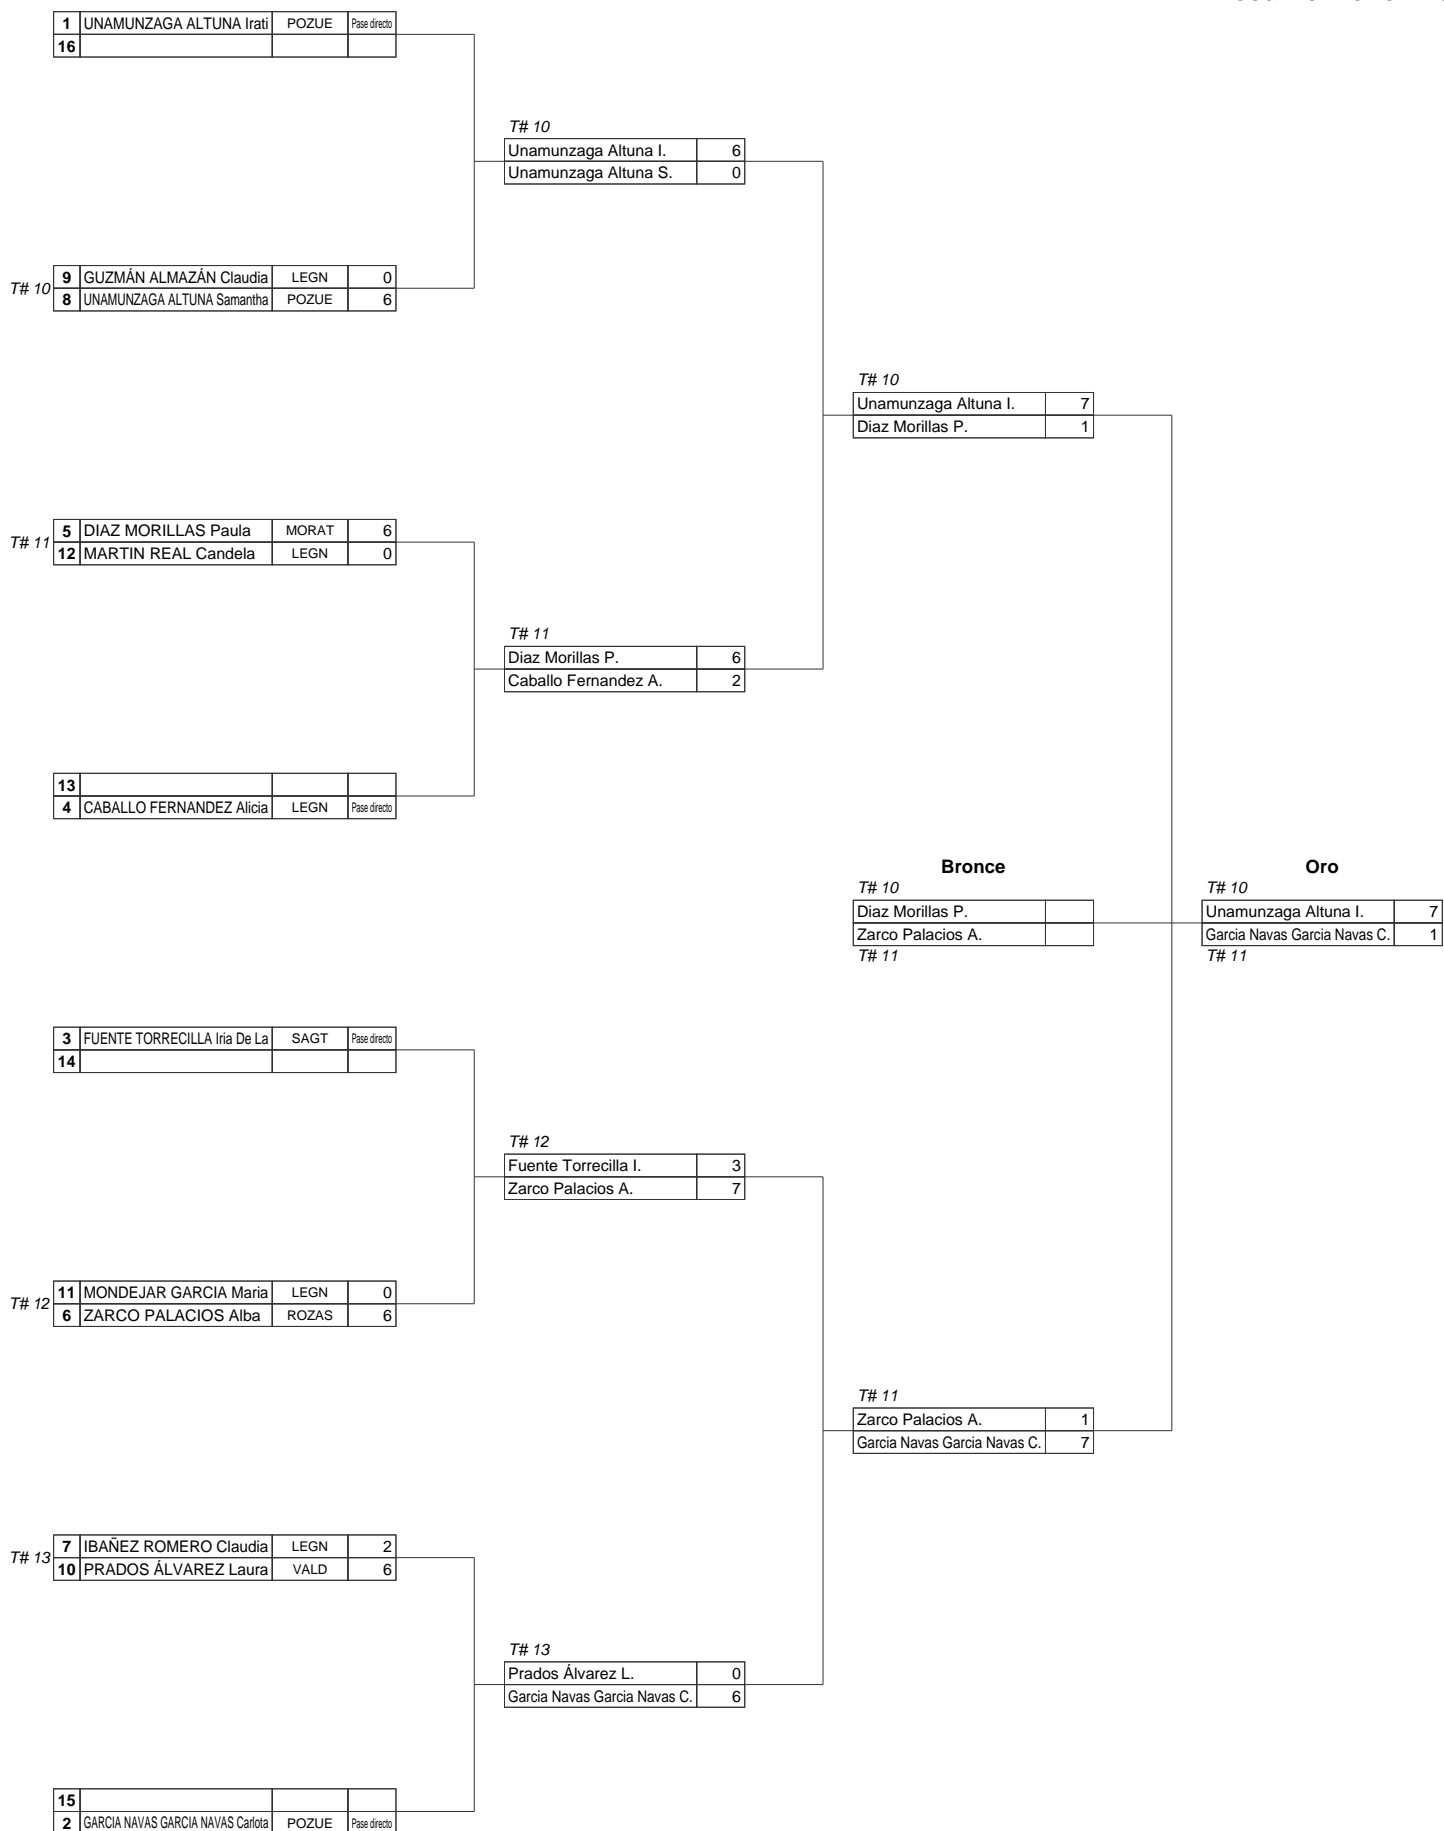 1 UNAMUNZAGA ALTUNA Irati POZUE Pase directo
16
T# 10
Unamunzaga Altuna I. 6
Unamunzaga Altuna S. 0
9 GUZMÁN ALMAZÁN Claudia LEGN 0
T# 10
8 UNAMUNZAGA ALTUNA Samantha POZUE 6
T# 10
Unamunzaga Altuna I. 7
Diaz Morillas P. 1
5 DIAZ MORILLAS Paula MORAT 6
T# 11
12 MARTIN REAL Candela LEGN 0
T# 11
Diaz Morillas P. 6
Caballo Fernandez A. 2
13
4 CABALLO FERNANDEZ Alicia LEGN Pase directo
Bronce Oro
T# 10 T# 10
Diaz Morillas P. Unamunzaga Altuna I. 7
Zarco Palacios A. Garcia Navas Garcia Navas C. 1
T# 11 T# 11
3 FUENTE TORRECILLA Iria De La SAGT Pase directo
14
T# 12
Fuente Torrecilla I. 3
Zarco Palacios A. 7
11 MONDEJAR GARCIA Maria LEGN 0
T# 12
6 ZARCO PALACIOS Alba ROZAS 6
T# 11
Zarco Palacios A. 1
Garcia Navas Garcia Navas C. 7
7 IBAÑEZ ROMERO Claudia LEGN 2
T# 13
10 PRADOS ÁLVAREZ Laura VALD 6
T# 13
Prados Álvarez L. 0
Garcia Navas Garcia Navas C. 6
15
2 GARCIA NAVAS GARCIA NAVAS Carlota POZUE Pase directo